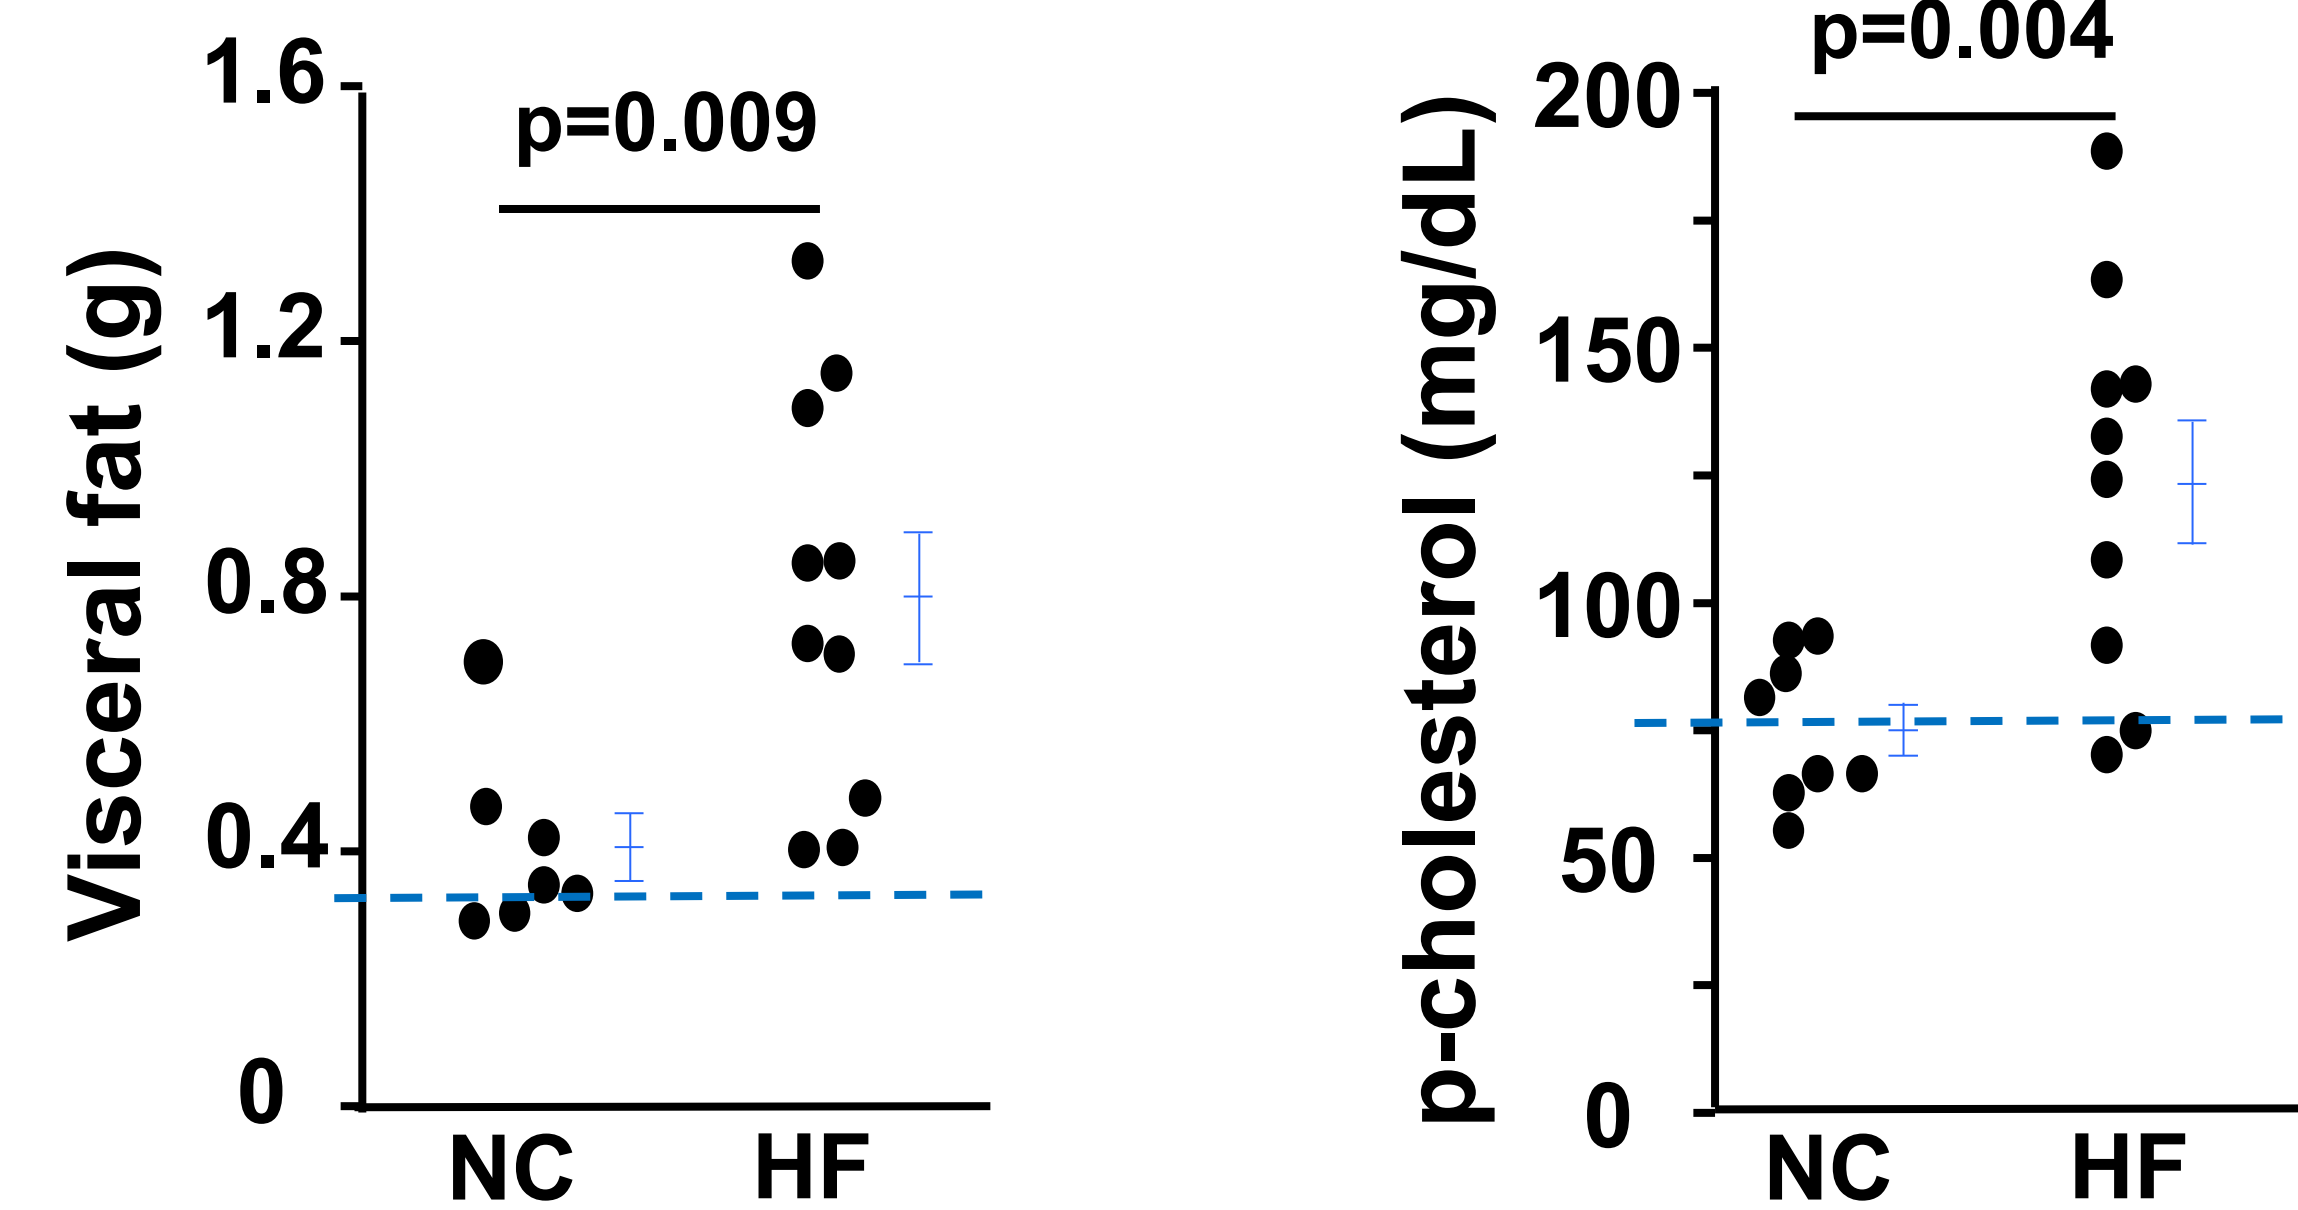 p=0.009
Visceral fat (g)
1.6
1.2
0.8
0.4
0
NC HF
p=0.004
p-cholesterol (mg/dL)
200
150
100
50
0
NC HF